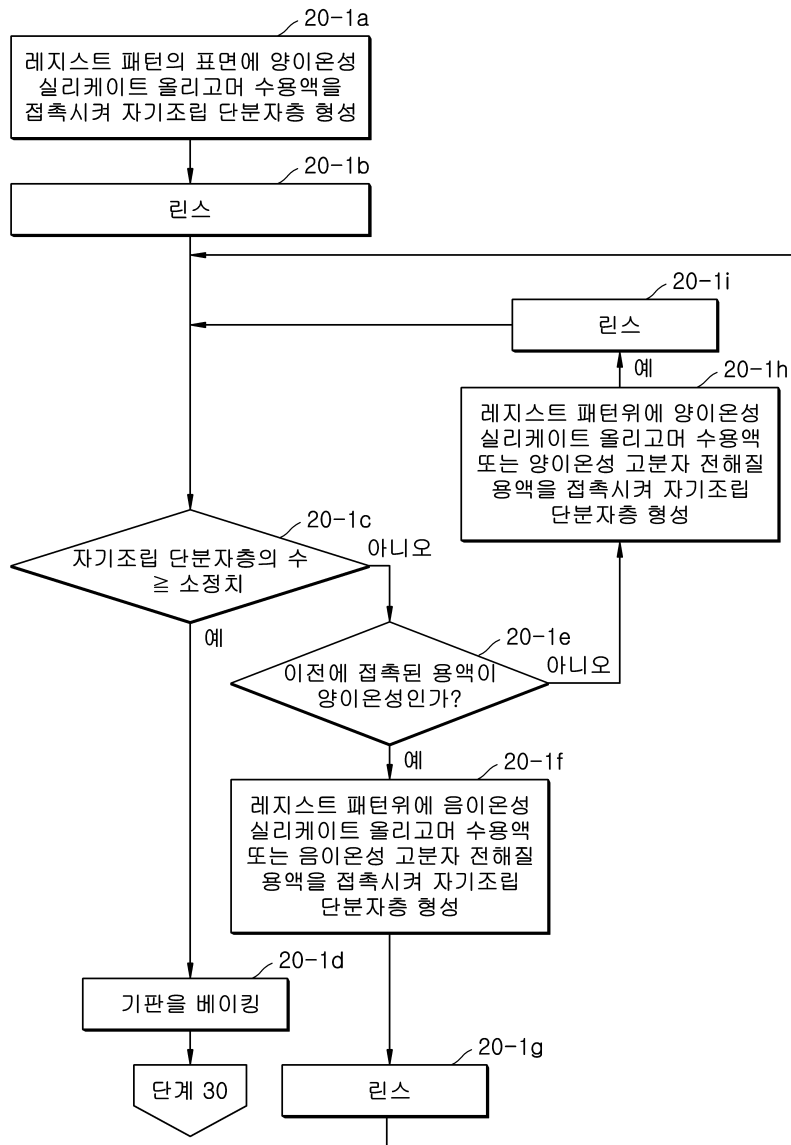 20-1a
레지스트 패턴의 표면에 양이온성
실리케이트 올리고머 수용액을
접촉시켜 자기조립 단분자층 형성
20-1b
린스
20-1i
린스
예
20-1h
레지스트 패턴위에 양이온성
실리케이트 올리고머 수용액
또는 양이온성 고분자 전해질
용액을 접촉시켜 자기조립
단분자층 형성
20-1c
자기조립 단분자층의 수
≧ 소정치
아니오
예
20-1e
이전에 접촉된 용액이
양이온성인가?
아니오
예
20-1f
레지스트 패턴위에 음이온성
실리케이트 올리고머 수용액
또는 음이온성 고분자 전해질
용액을 접촉시켜 자기조립
단분자층 형성
20-1d
기판을 베이킹
단계 30
20-1g
린스